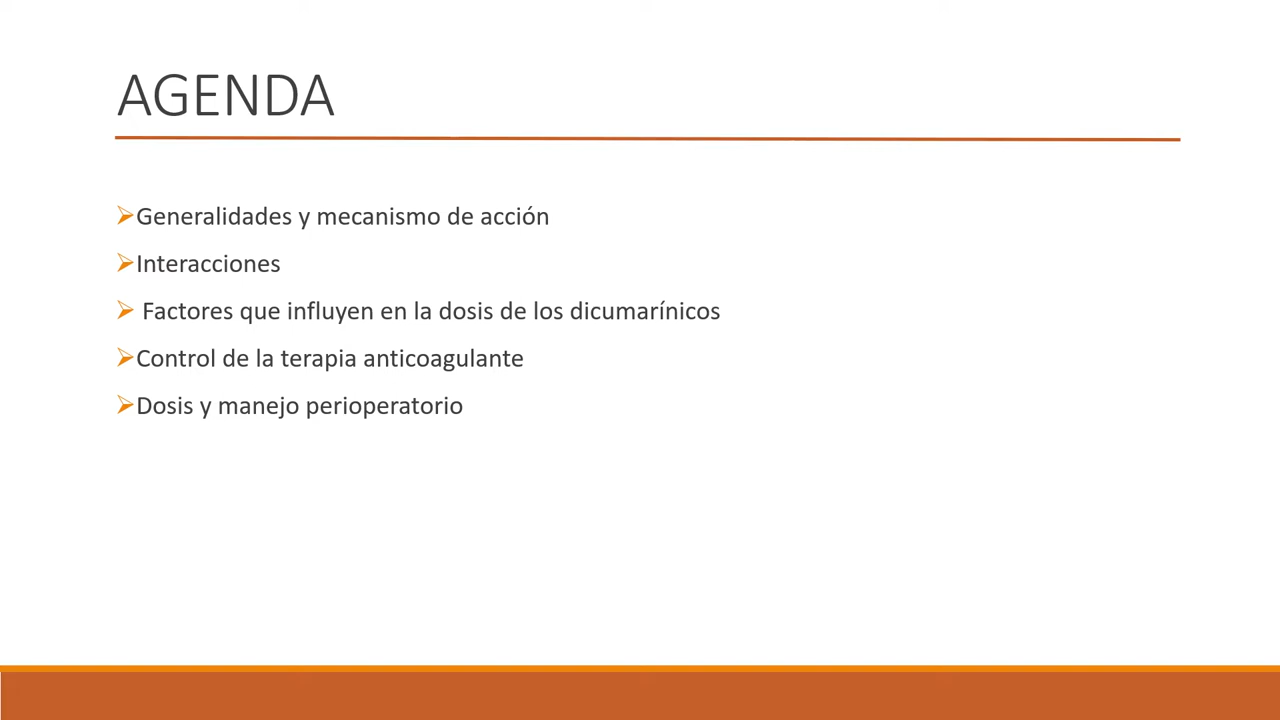 AGENDA
Generalidades y mecanismo de acción
Interacciones
Factores que influyen en la dosis de los dicumarínicos
Control de la terapia anticoagulante
Dosis y manejo perioperatorio